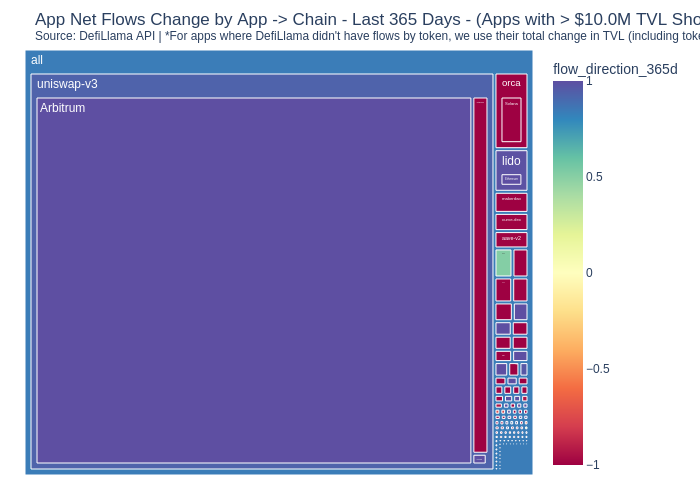 App Net Flows Change by App -> Chain - Last 365 Days - (Apps with > $10.0M TVL Sho
Source: DefiLlama API | *For apps where DefiLlama didn't have flows by token, we use their total change in TVL (including toke
all
uniswap-v3
Arbitrum
orca
Solana
lido
Ethereum
makerdao
curve-dex
aave-v2
flow_direction_365d
1
0.5
0
−0.5
−1